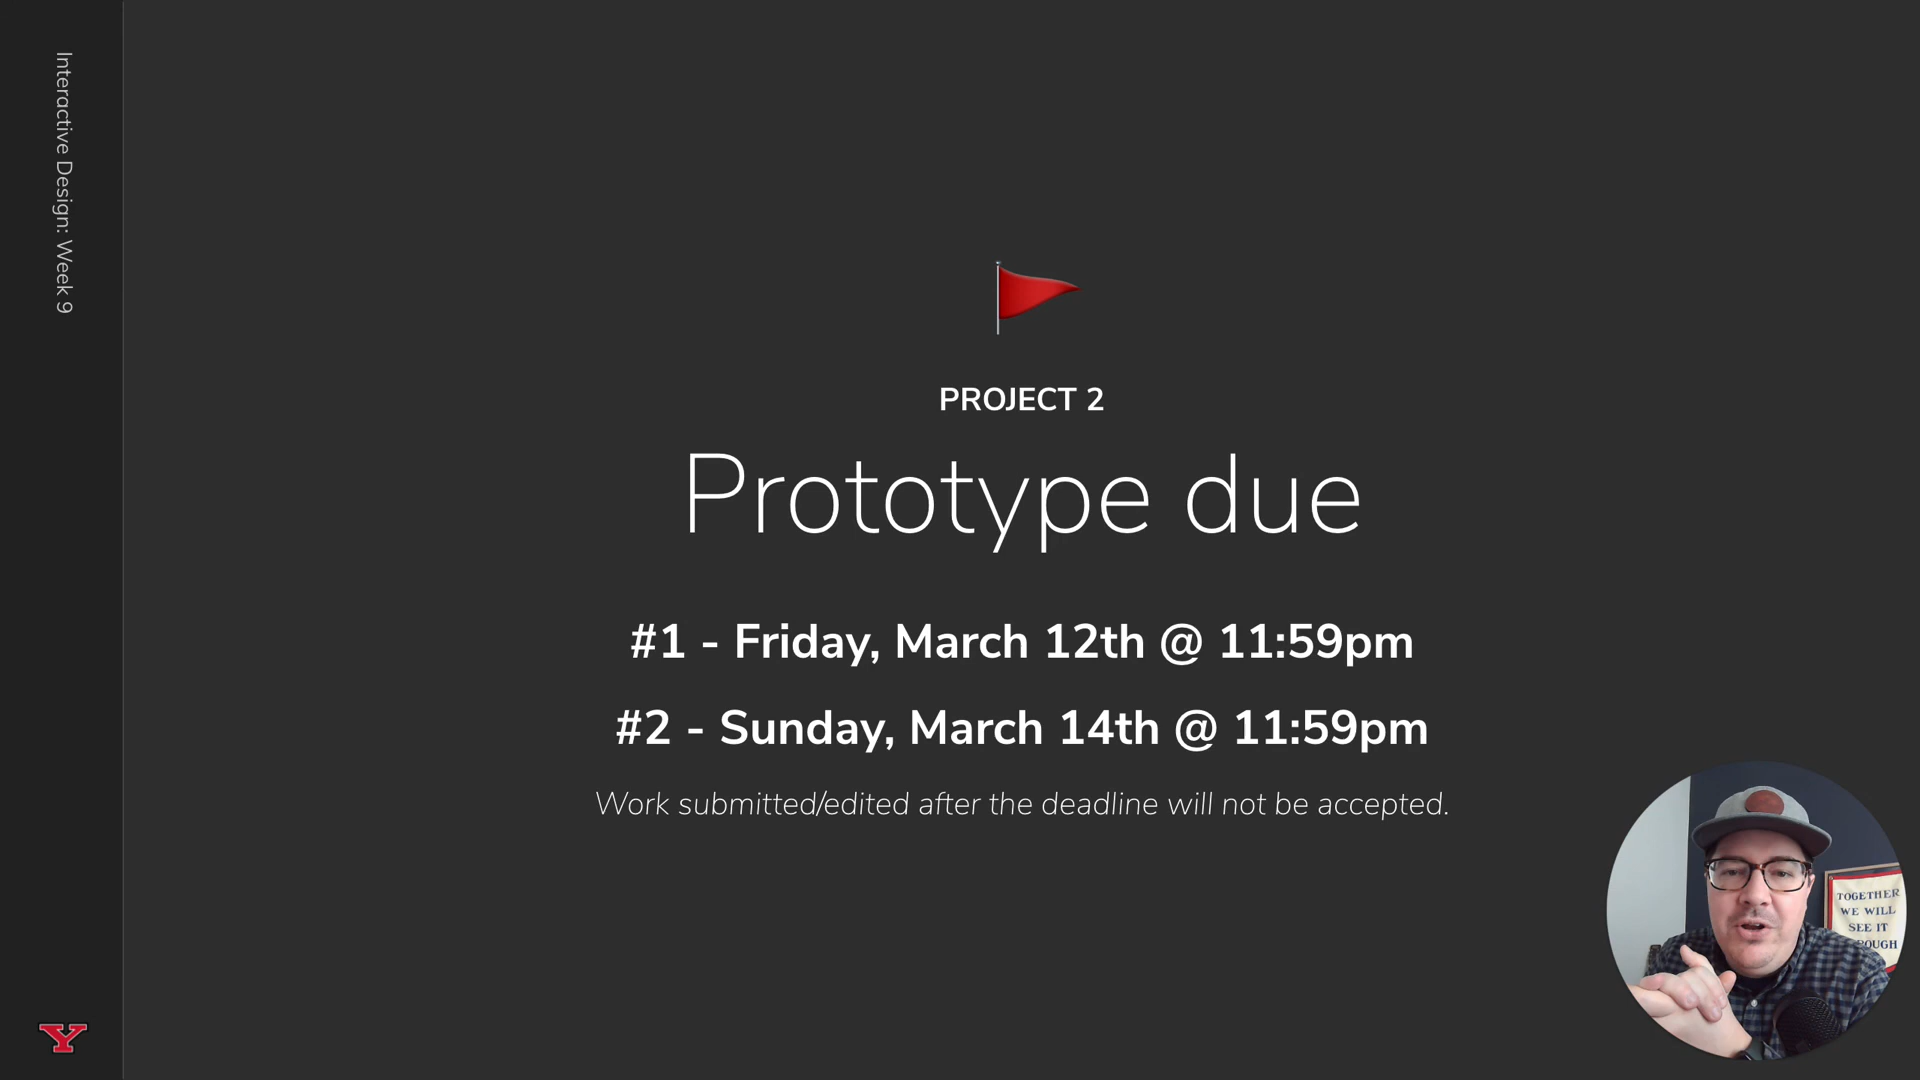 Interactive Design: Week 9
PROJECT 2
Prototype due
#1 - Friday, March 12th @ 11:59pm
#2 - Sunday, March 14th @ 11:59pm
Work submitted/edited after the deadline will not be accepted.
TOGETHER
WE WILL
SEE IT
ROUGH
Y